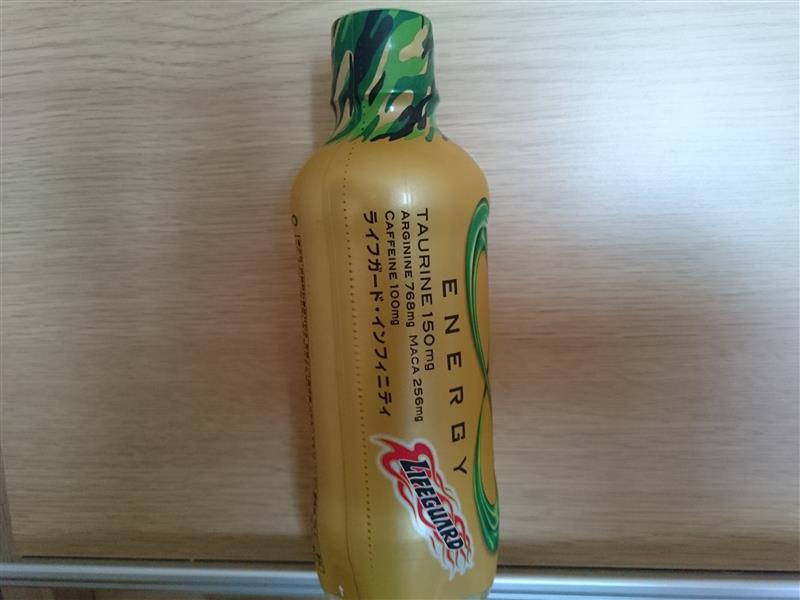 ENERGY
TAURINE 150mg
ARGININE 768mg MACA 256mg
CAFFEINE 100mg
ライフガード・インフィニティ
LIFEGUARD